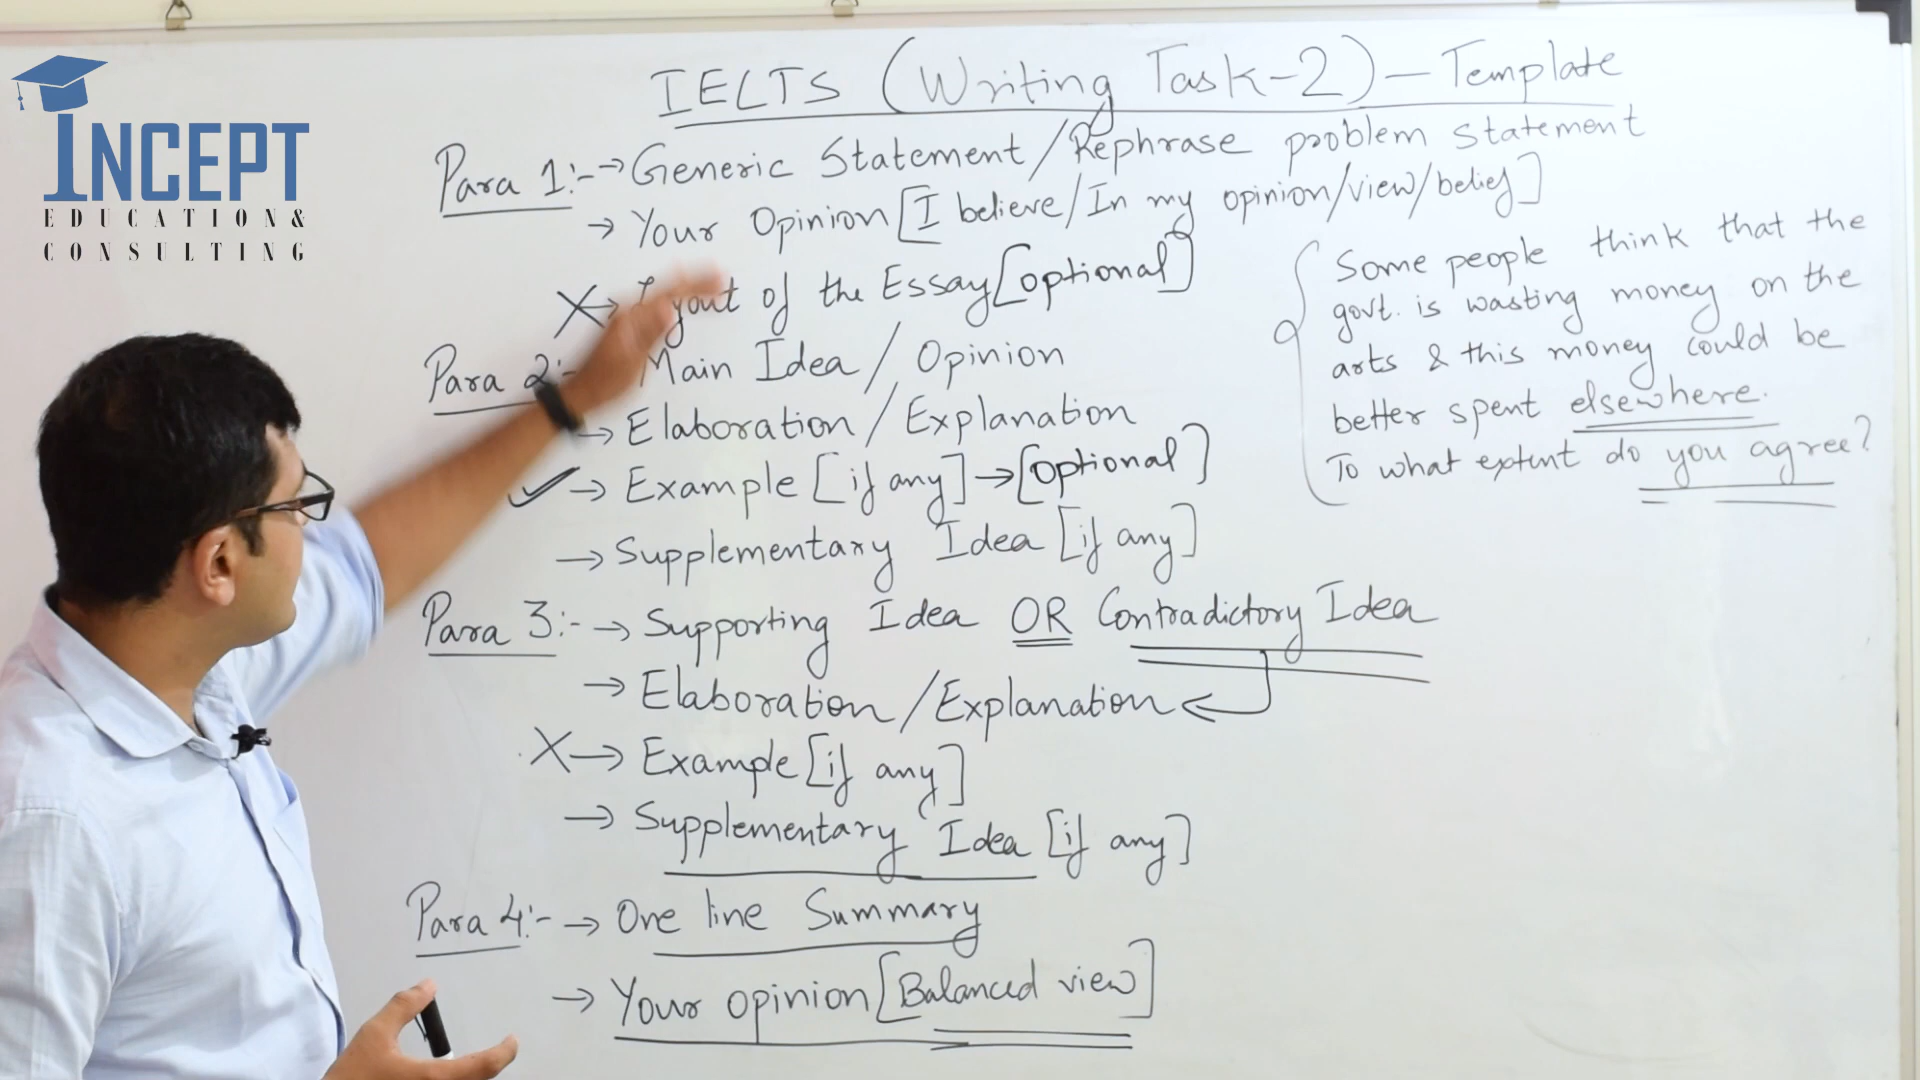 INCEPT
EDUCATION &
CONSULTING
IELTS (Writing Task-2) - Template
Para 1:- → Generic Statement / Rephrase problem statement
→ Your Opinion [I believe/In my opinion/view/belief]
X → Layout of the Essay [optional]
Para 2:- Main Idea / Opinion
→ Elaboration / Explanation
✓ → Example [if any] → [Optional]
→ Supplementary Idea [if any]
Para 3:- → Supporting Idea OR Contradictory Idea
→ Elaboration / Explanation ←
X → Example [if any]
→ Supplementary Idea [if any]
Para 4:- → One line Summary
→ Your opinion [Balanced view]
Some people think that the
govt. is wasting money on the
arts & this money could be
better spent elsewhere.
To what extent do you agree?